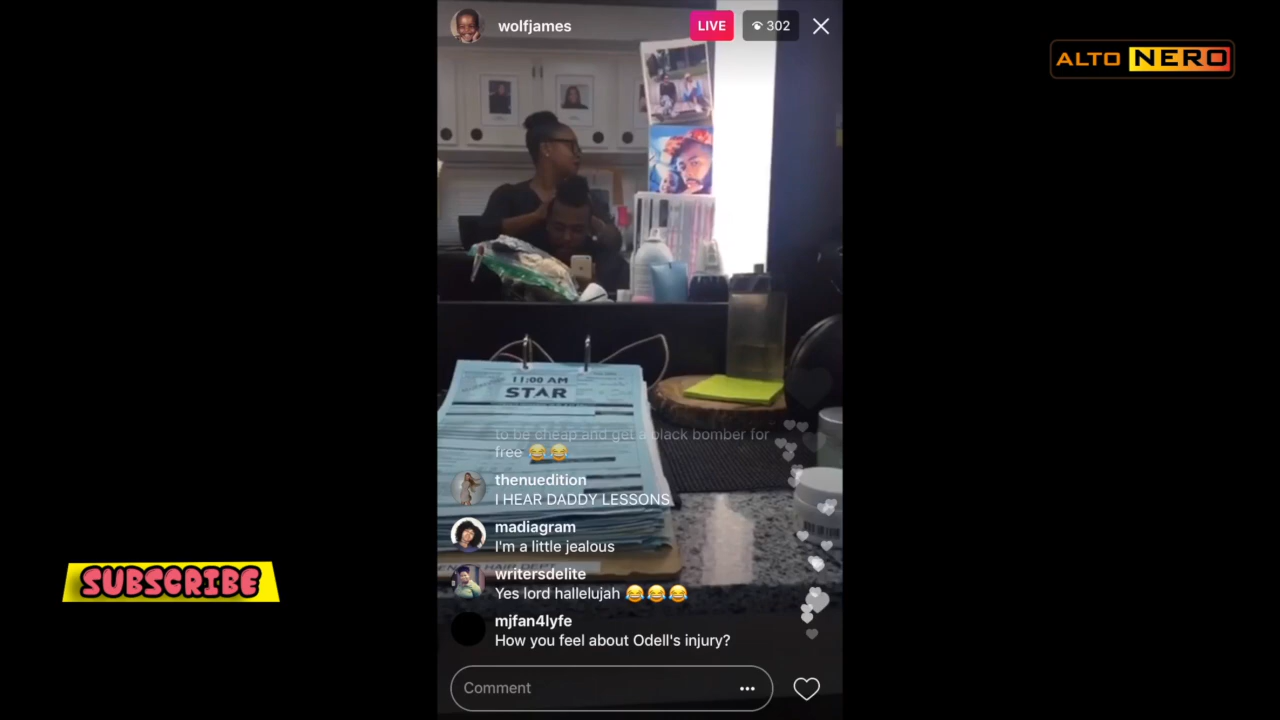 wolfjames
LIVE
302
ALTO NERO
11:00 AM
STAR
to be cheap and get a black bomber for
free 😂😂
thenuedition
I HEAR DADDY LESSONS
madiagram
I'm a little jealous
HAIR DEPT
writersdelite
Yes lord hallelujah 😂😂😂
SUBSCRIBE
mjfan4lyfe
How you feel about Odell's injury?
Comment